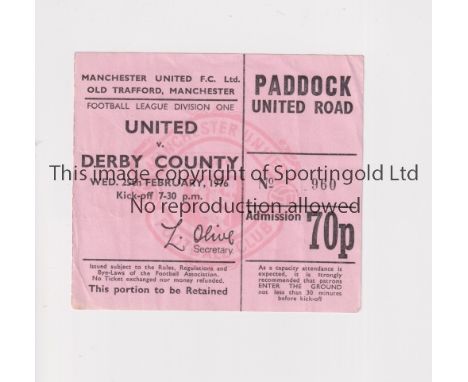 MANCHESTER UNITED F.C. Ltd.
OLD TRAFFORD, MANCHESTER
FOOTBALL LEAGUE DIVISION ONE
UNITED
v.
DERBY COUNTY
WED. 25th FEBRUARY, 1976
Kick-off 7-30 p.m.
L. Olive
Secretary.
Issued subject to the Rules, Regulations and
Bye-Laws of the Football Association.
No Ticket exchanged nor money refunded.
This portion to be Retained
PADDOCK
UNITED ROAD
No 960
Admission 70p
As a capacity attendance is
expected, it is strongly
recommended that patrons
ENTER THE GROUND
not less than 30 minutes
before kick-off
This image copyright of Sportingold Ltd
No reproduction allowed